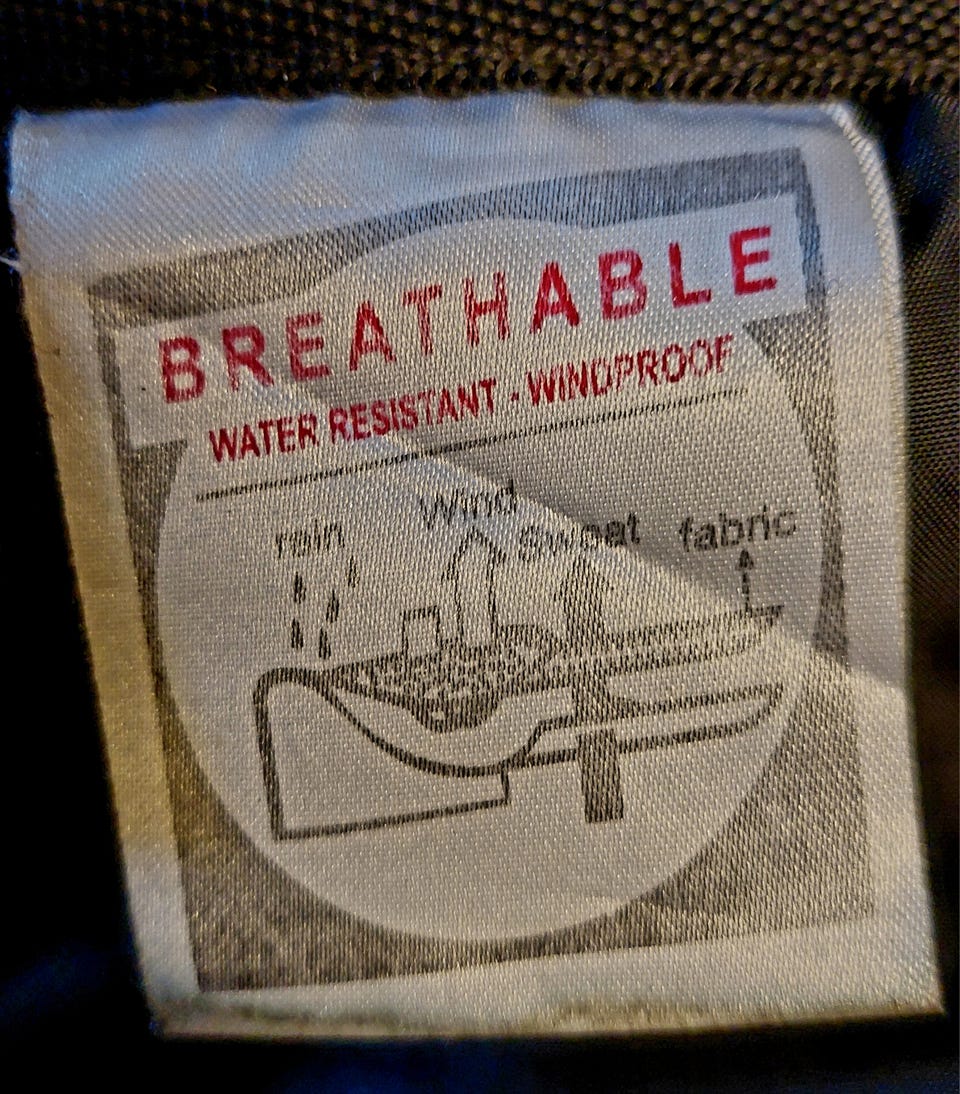 BREATHABLE
WATER RESISTANT - WINDPROOF
rain Wind Sweat fabric